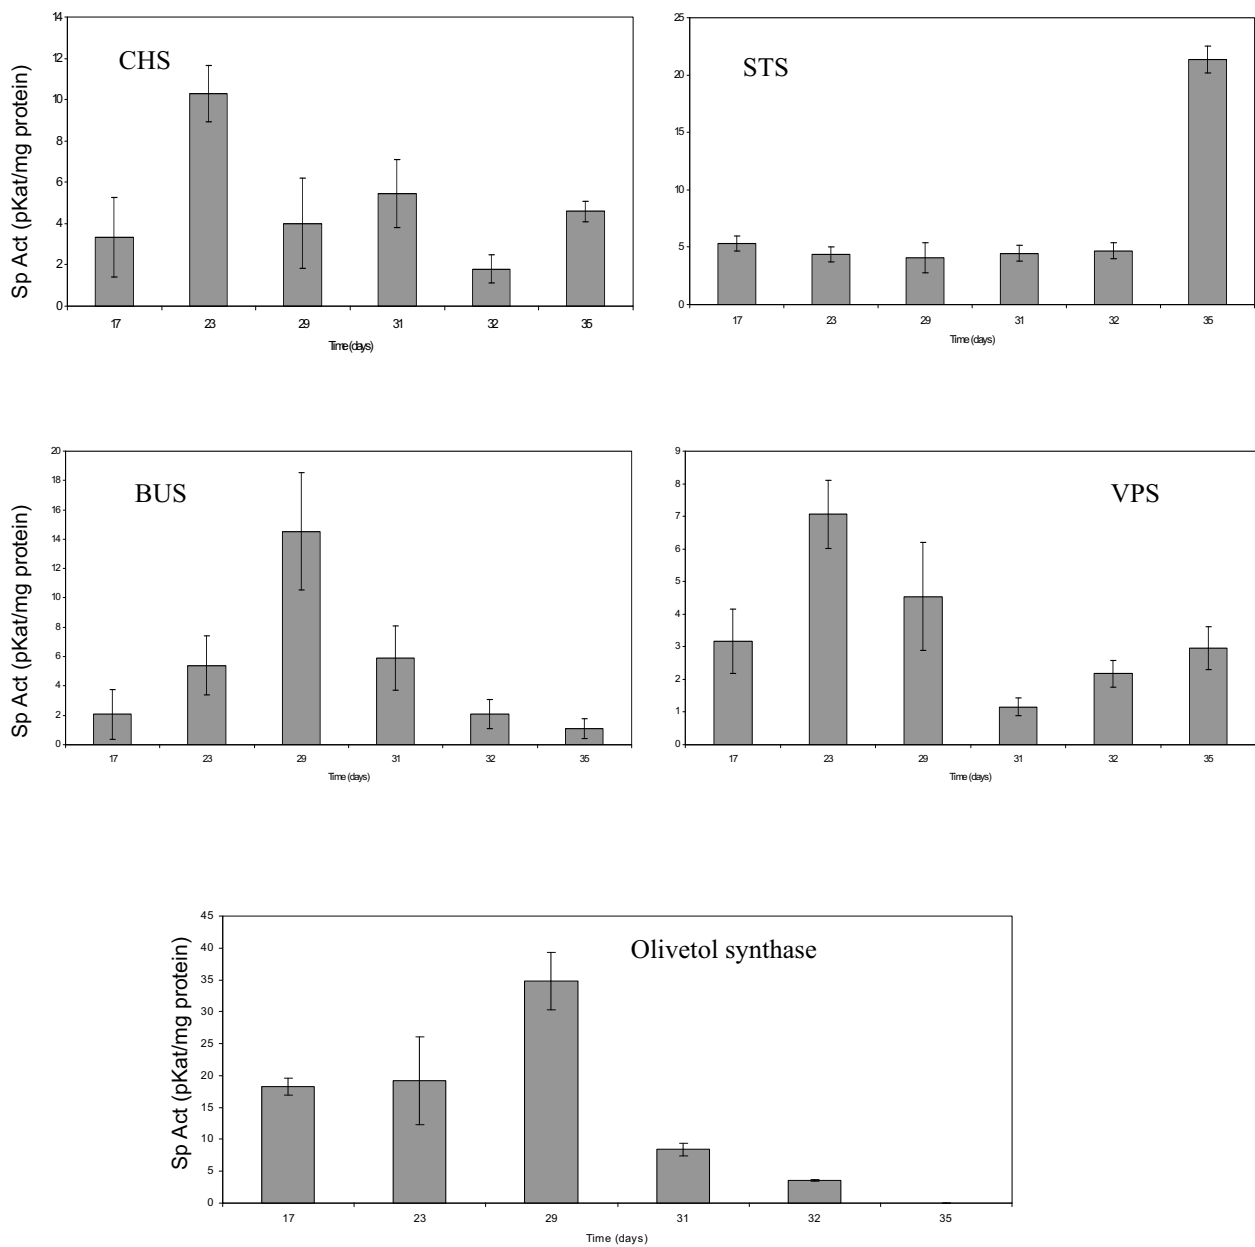 CHS
Sp Act (pKat/mg protein)
14
12
10
8
6
4
2
0
17 23 29 31 32 35
Time (days)
STS
25
20
15
10
5
0
17 23 29 31 32 35
Time (days)
BUS
Sp Act (pKat/mg protein)
20
18
16
14
12
10
8
6
4
2
0
17 23 29 31 32 35
Time (days)
VPS
9
8
7
6
5
4
3
2
1
0
17 23 29 31 32 35
Time (days)
Olivetol synthase
Sp Act (pKat/mg protein)
45
40
35
30
25
20
15
10
5
0
17 23 29 31 32 35
Time (days)